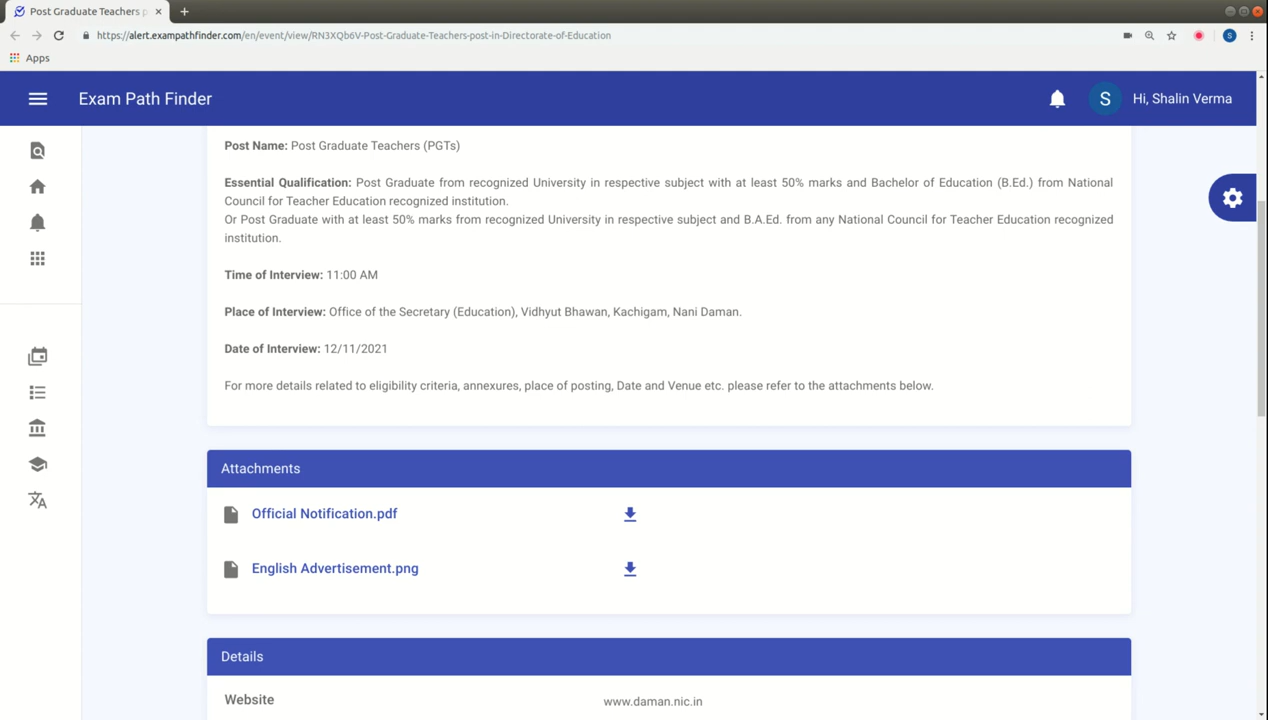 Post Graduate Teachers p
https://alert.exampathfinder.com/en/event/view/RN3XQb6V-Post-Graduate-Teachers-post-in-Directorate-of-Education
S
Apps
Exam Path Finder
S
Hi, Shalin Verma
Post Name: Post Graduate Teachers (PGTs)
Essential Qualification: Post Graduate from recognized University in respective subject with at least 50% marks and Bachelor of Education (B.Ed.) from National
Council for Teacher Education recognized institution.
Or Post Graduate with at least 50% marks from recognized University in respective subject and B.A.Ed. from any National Council for Teacher Education recognized
institution.
Time of Interview: 11:00 AM
Place of Interview: Office of the Secretary (Education), Vidhyut Bhawan, Kachigam, Nani Daman.
Date of Interview: 12/11/2021
For more details related to eligibility criteria, annexures, place of posting, Date and Venue etc. please refer to the attachments below.
Attachments
Official Notification.pdf
English Advertisement.png
Details
Website
www.daman.nic.in